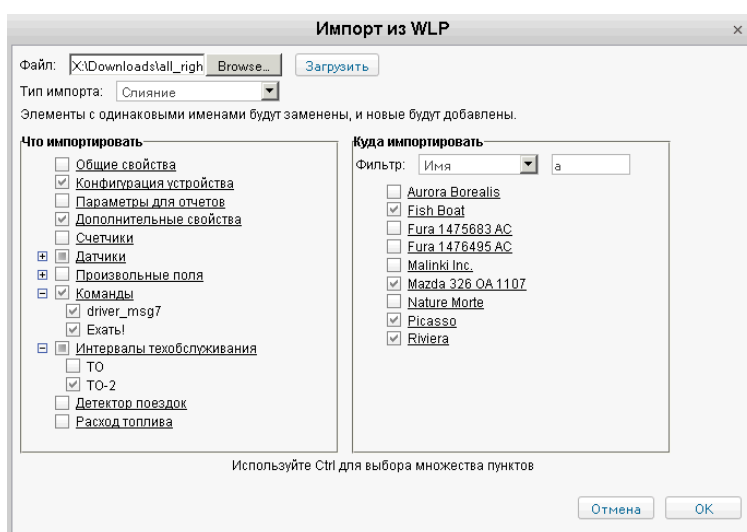 Импорт из WLP
Файл: X:\Downloads\all_righ Browse... Загрузить
Тип импорта: Слияние
Элементы с одинаковыми именами будут заменены, и новые будут добавлены.
Что импортировать
Общие свойства
Конфигурация устройства
Параметры для отчетов
Дополнительные свойства
Счетчики
Датчики
Произвольные поля
Команды
driver_msg7
Ехать!
Интервалы техобслуживания
ТО
ТО-2
Детектор поездок
Расход топлива
Куда импортировать
Фильтр: Имя а
Aurora Borealis
Fish Boat
Fura 1475683 AC
Fura 1476495 AC
Malinki Inc.
Mazda 326 OA 1107
Nature Morte
Picasso
Riviera
Используйте Ctrl для выбора множества пунктов
Отмена OK